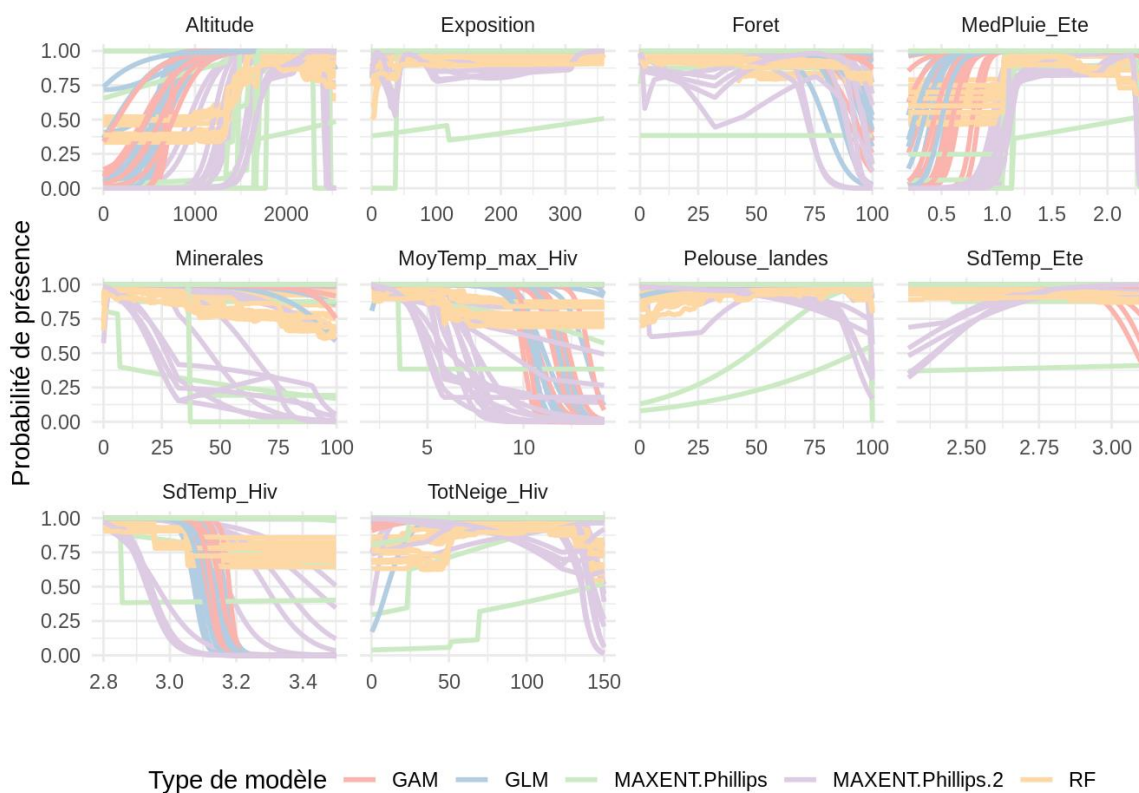 Altitude Exposition Foret MedPluie_Ete
1.00
0.75
0.50
0.25
0.00
0 1000 2000 0 100 200 300 0 25 50 75 100 0.5 1.0 1.5 2.0
Probabilité de présence
Minerales MoyTemp_max_Hiv Pelouse_landes SdTemp_Ete
1.00
0.75
0.50
0.25
0.00
0 25 50 75 100 5 10 0 25 50 75 100 2.50 2.75 3.00
SdTemp_Hiv TotNeige_Hiv
1.00
0.75
0.50
0.25
0.00
2.8 3.0 3.2 3.4 0 50 100 150
Type de modèle GAM GLM MAXENT.Phillips MAXENT.Phillips.2 RF